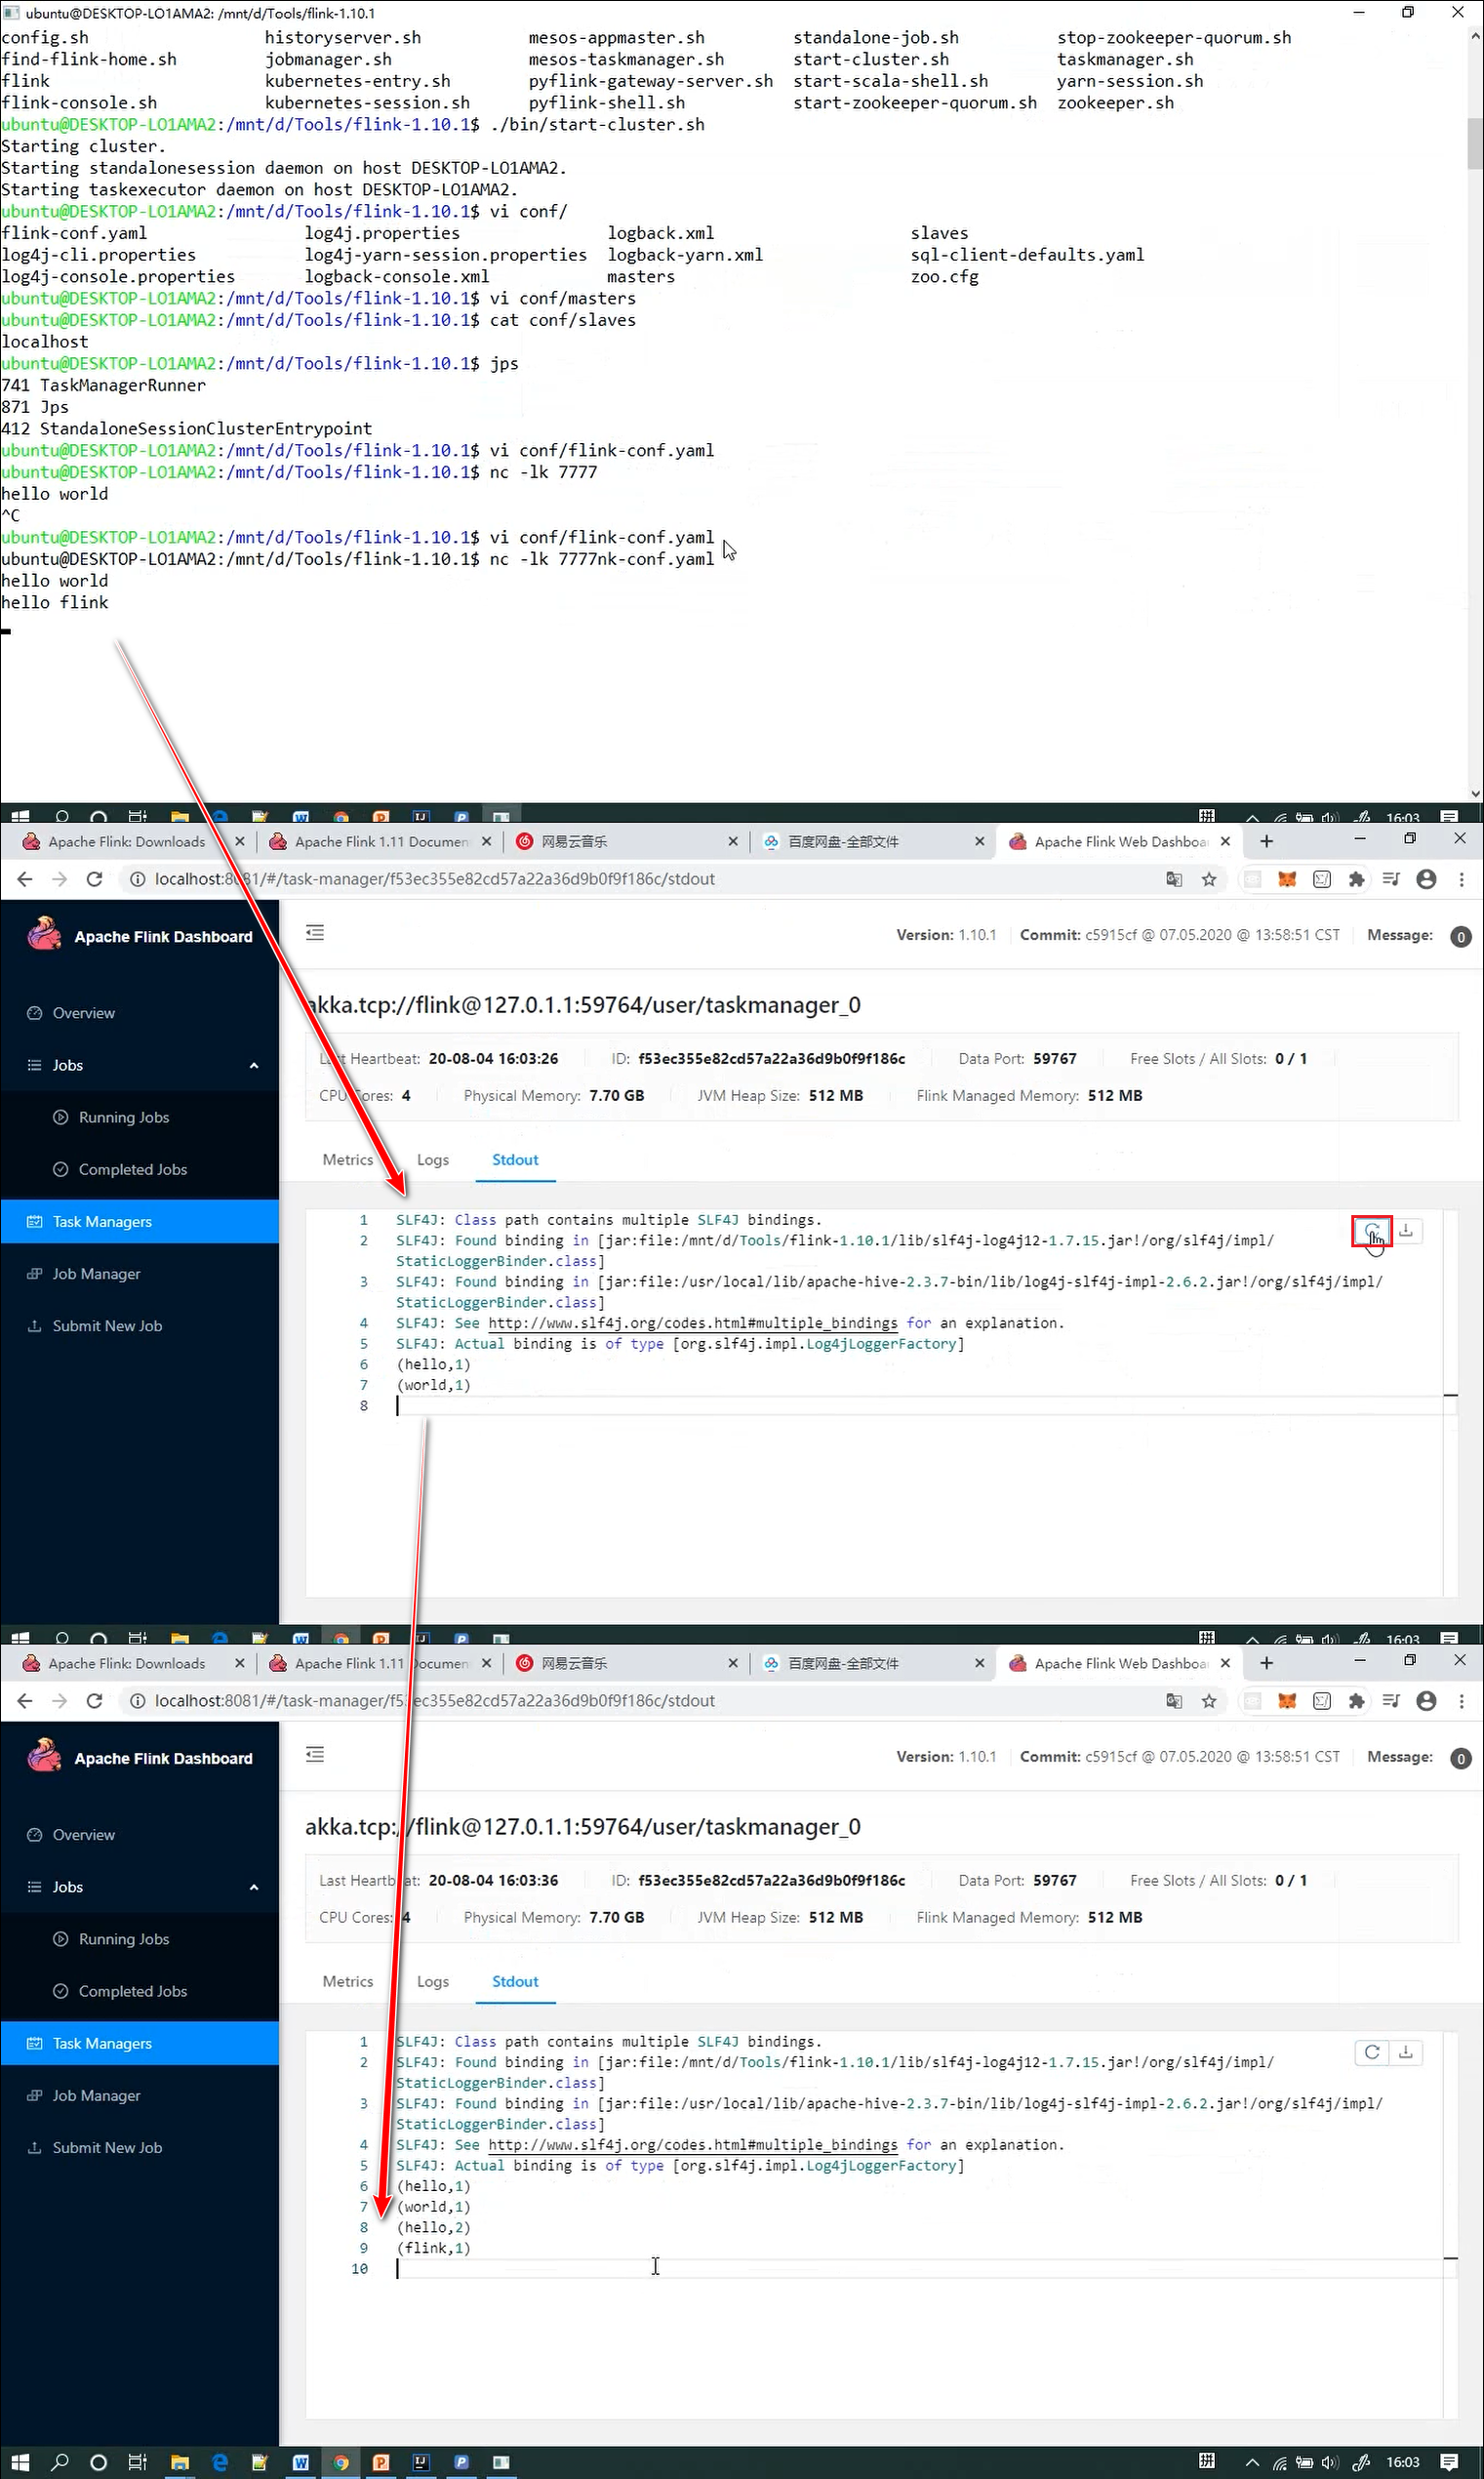 ubuntu@DESKTOP-LO1AMA2: /mnt/d/Tools/flink-1.10.1
config.sh historyserver.sh mesos-appmaster.sh standalone-job.sh stop-zookeeper-quorum.sh
find-flink-home.sh jobmanager.sh mesos-taskmanager.sh start-cluster.sh taskmanager.sh
flink kubernetes-entry.sh pyflink-gateway-server.sh start-scala-shell.sh yarn-session.sh
flink-console.sh kubernetes-session.sh pyflink-shell.sh start-zookeeper-quorum.sh zookeeper.sh
ubuntu@DESKTOP-LO1AMA2:/mnt/d/Tools/flink-1.10.1$ ./bin/start-cluster.sh
Starting cluster.
Starting standalonesession daemon on host DESKTOP-LO1AMA2.
Starting taskexecutor daemon on host DESKTOP-LO1AMA2.
ubuntu@DESKTOP-LO1AMA2:/mnt/d/Tools/flink-1.10.1$ vi conf/
flink-conf.yaml log4j.properties logback.xml slaves
log4j-cli.properties log4j-yarn-session.properties logback-yarn.xml sql-client-defaults.yaml
log4j-console.properties logback-console.xml masters zoo.cfg
ubuntu@DESKTOP-LO1AMA2:/mnt/d/Tools/flink-1.10.1$ vi conf/masters
ubuntu@DESKTOP-LO1AMA2:/mnt/d/Tools/flink-1.10.1$ cat conf/slaves
localhost
ubuntu@DESKTOP-LO1AMA2:/mnt/d/Tools/flink-1.10.1$ jps
741 TaskManagerRunner
871 Jps
412 StandaloneSessionClusterEntrypoint
ubuntu@DESKTOP-LO1AMA2:/mnt/d/Tools/flink-1.10.1$ vi conf/flink-conf.yaml
ubuntu@DESKTOP-LO1AMA2:/mnt/d/Tools/flink-1.10.1$ nc -lk 7777
hello world
^C
ubuntu@DESKTOP-LO1AMA2:/mnt/d/Tools/flink-1.10.1$ vi conf/flink-conf.yaml
ubuntu@DESKTOP-LO1AMA2:/mnt/d/Tools/flink-1.10.1$ nc -lk 7777nk-conf.yaml
hello world
hello flink
16:03
Apache Flink: Downloads Apache Flink 1.11 Documen 网易云音乐 百度网盘-全部文件 Apache Flink Web Dashboa
localhost:8081/#/task-manager/f53ec355e82cd57a22a36d9b0f9f186c/stdout
Apache Flink Dashboard Version: 1.10.1 Commit: c5915cf @ 07.05.2020 @ 13:58:51 CST Message: 0
akka.tcp://flink@127.0.1.1:59764/user/taskmanager_0
Overview
Last Heartbeat: 20-08-04 16:03:26 ID: f53ec355e82cd57a22a36d9b0f9f186c Data Port: 59767 Free Slots / All Slots: 0 / 1
Jobs
CPU Cores: 4 Physical Memory: 7.70 GB JVM Heap Size: 512 MB Flink Managed Memory: 512 MB
Running Jobs
Completed Jobs
Metrics Logs Stdout
Task Managers
Job Manager
Submit New Job
1 SLF4J: Class path contains multiple SLF4J bindings.
2 SLF4J: Found binding in [jar:file:/mnt/d/Tools/flink-1.10.1/lib/slf4j-log4j12-1.7.15.jar!/org/slf4j/impl/
StaticLoggerBinder.class]
3 SLF4J: Found binding in [jar:file:/usr/local/lib/apache-hive-2.3.7-bin/lib/log4j-slf4j-impl-2.6.2.jar!/org/slf4j/impl/
StaticLoggerBinder.class]
4 SLF4J: See http://www.slf4j.org/codes.html#multiple_bindings for an explanation.
5 SLF4J: Actual binding is of type [org.slf4j.impl.Log4jLoggerFactory]
6 (hello,1)
7 (world,1)
8
16:03
Apache Flink: Downloads Apache Flink 1.11 Documen 网易云音乐 百度网盘-全部文件 Apache Flink Web Dashboa
localhost:8081/#/task-manager/f53ec355e82cd57a22a36d9b0f9f186c/stdout
Apache Flink Dashboard Version: 1.10.1 Commit: c5915cf @ 07.05.2020 @ 13:58:51 CST Message: 0
akka.tcp://flink@127.0.1.1:59764/user/taskmanager_0
Overview
Last Heartbeat: 20-08-04 16:03:36 ID: f53ec355e82cd57a22a36d9b0f9f186c Data Port: 59767 Free Slots / All Slots: 0 / 1
Jobs
CPU Cores: 4 Physical Memory: 7.70 GB JVM Heap Size: 512 MB Flink Managed Memory: 512 MB
Running Jobs
Completed Jobs
Metrics Logs Stdout
Task Managers
Job Manager
Submit New Job
1 SLF4J: Class path contains multiple SLF4J bindings.
2 SLF4J: Found binding in [jar:file:/mnt/d/Tools/flink-1.10.1/lib/slf4j-log4j12-1.7.15.jar!/org/slf4j/impl/
StaticLoggerBinder.class]
3 SLF4J: Found binding in [jar:file:/usr/local/lib/apache-hive-2.3.7-bin/lib/log4j-slf4j-impl-2.6.2.jar!/org/slf4j/impl/
StaticLoggerBinder.class]
4 SLF4J: See http://www.slf4j.org/codes.html#multiple_bindings for an explanation.
5 SLF4J: Actual binding is of type [org.slf4j.impl.Log4jLoggerFactory]
6 (hello,1)
7 (world,1)
8 (hello,2)
9 (flink,1)
10
16:03